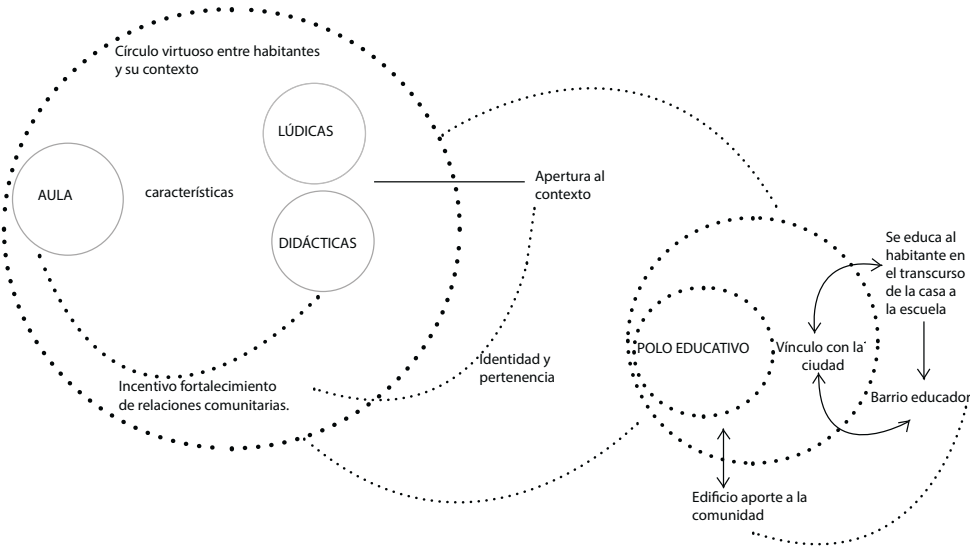 Círculo virtuoso entre habitantes
y su contexto
LÚDICAS
AULA
características
DIDÁCTICAS
Apertura al
contexto
Identidad y
pertenencia
Incentivo fortalecimiento
de relaciones comunitarias.
POLO EDUCATIVO
Vínculo con la
ciudad
Se educa al
habitante en
el transcurso
de la casa a
la escuela
Barrio educador
Edificio aporte a la
comunidad